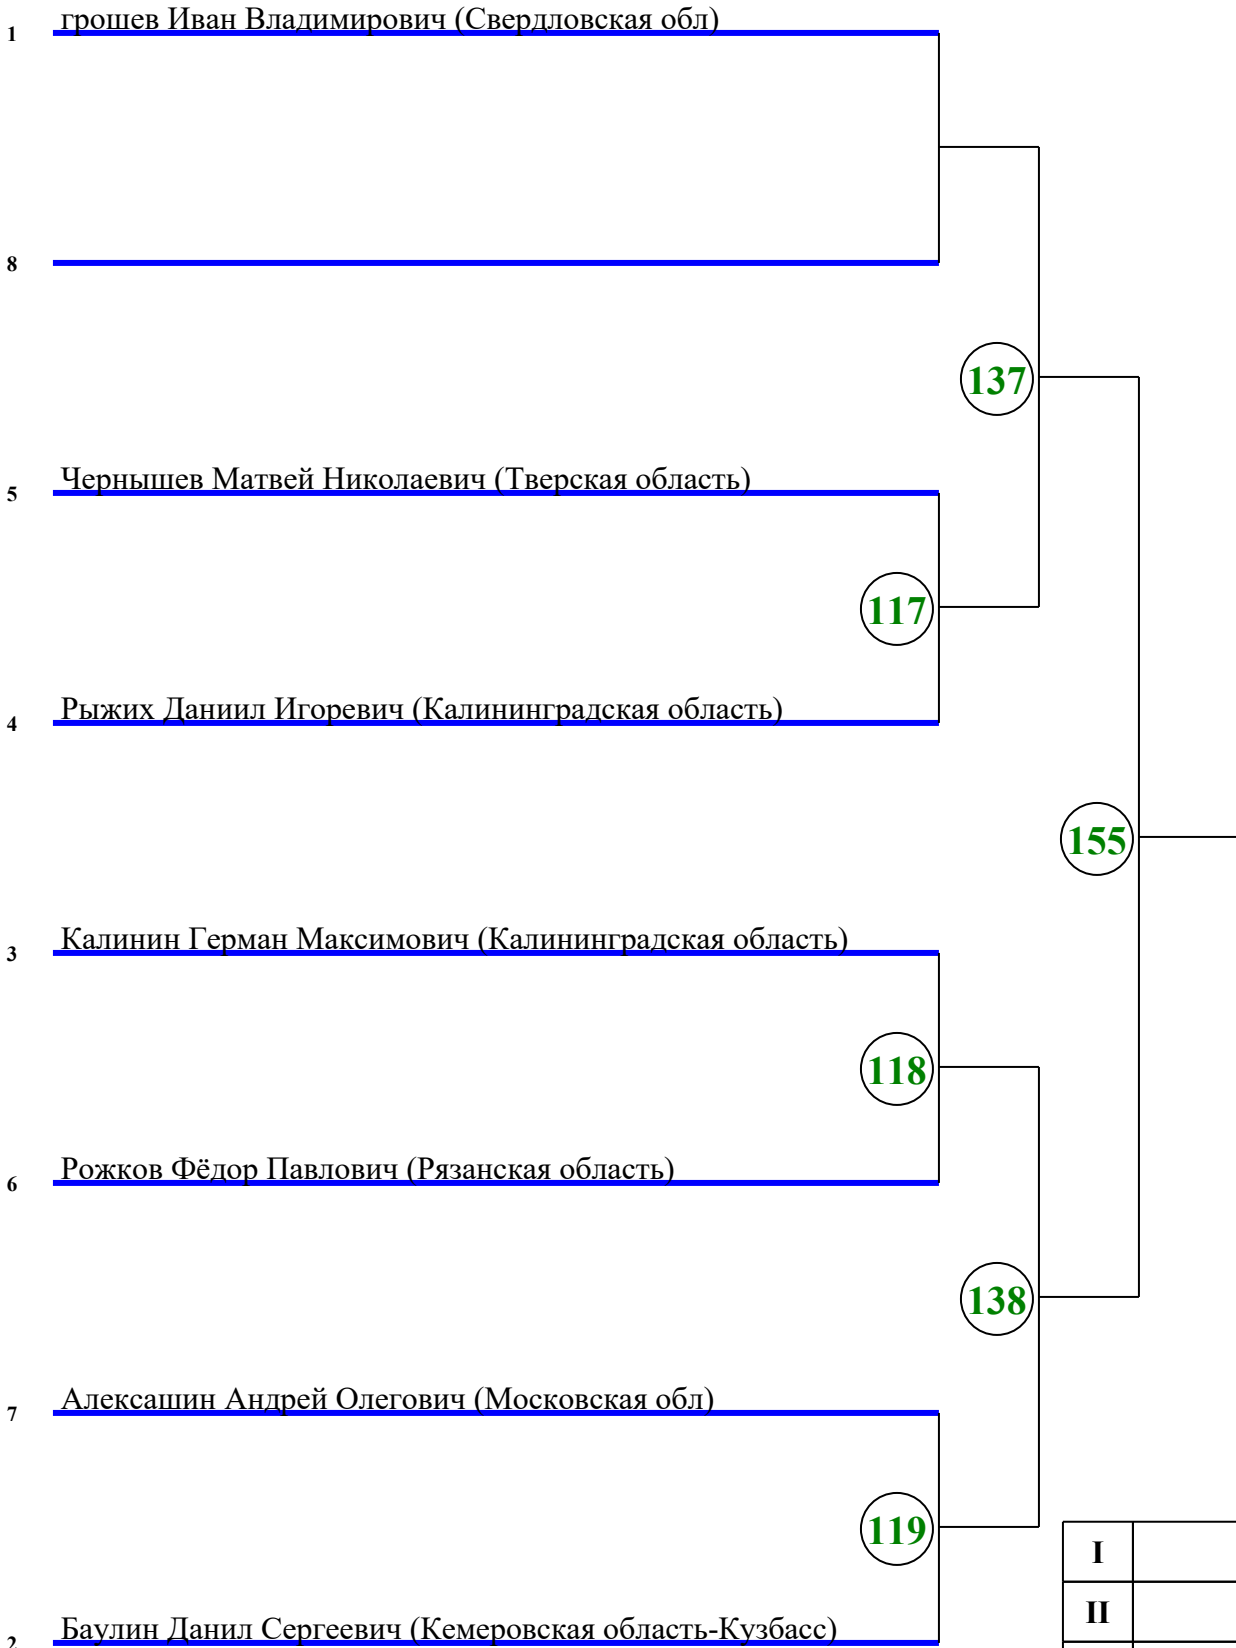 1 грошев Иван Владимирович (Свердловская обл)
8
137
5 Чернышев Матвей Николаевич (Тверская область)
117
4 Рыжих Даниил Игоревич (Калининградская область)
155
3 Калинин Герман Максимович (Калининградская область)
118
6 Рожков Фёдор Павлович (Рязанская область)
138
7 Алексашин Андрей Олегович (Московская обл)
119
I
II
2 Баулин Данил Сергеевич (Кемеровская область-Кузбасс)